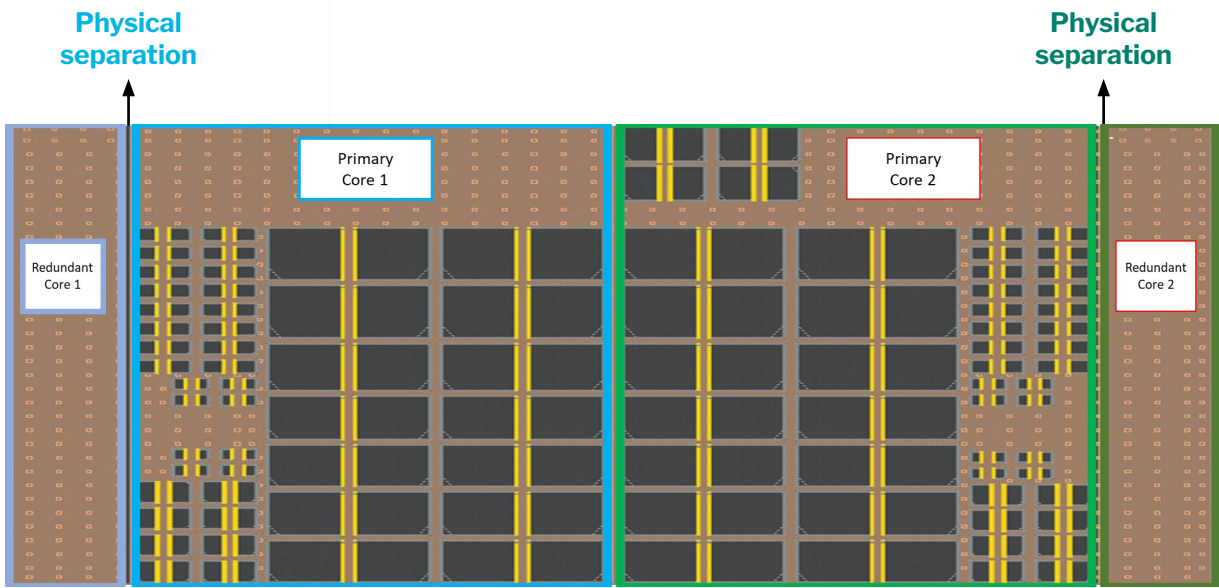 Physical
separation
Physical
separation
Primary
Core 1
Primary
Core 2
Redundant
Core 1
Redundant
Core 2